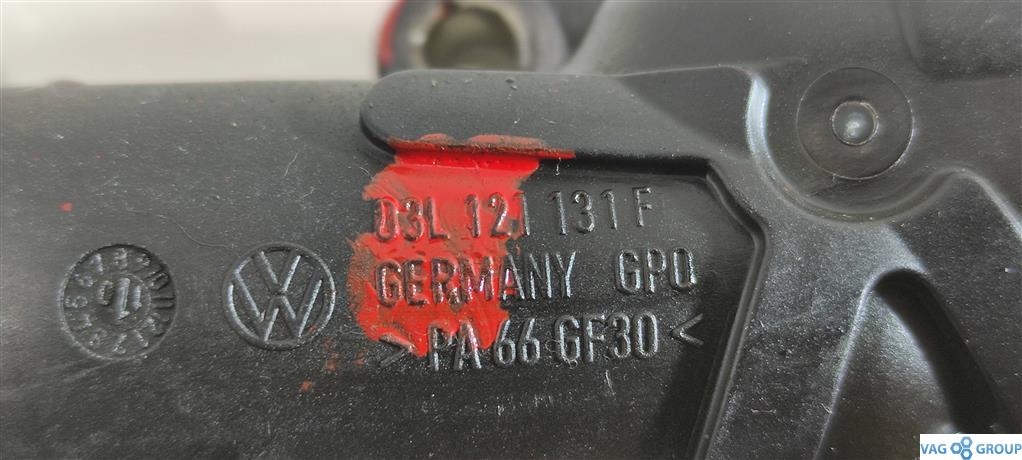 03L 121 131 F
GERMANY GPO
> PA 66 GF30 <
VAG GROUP